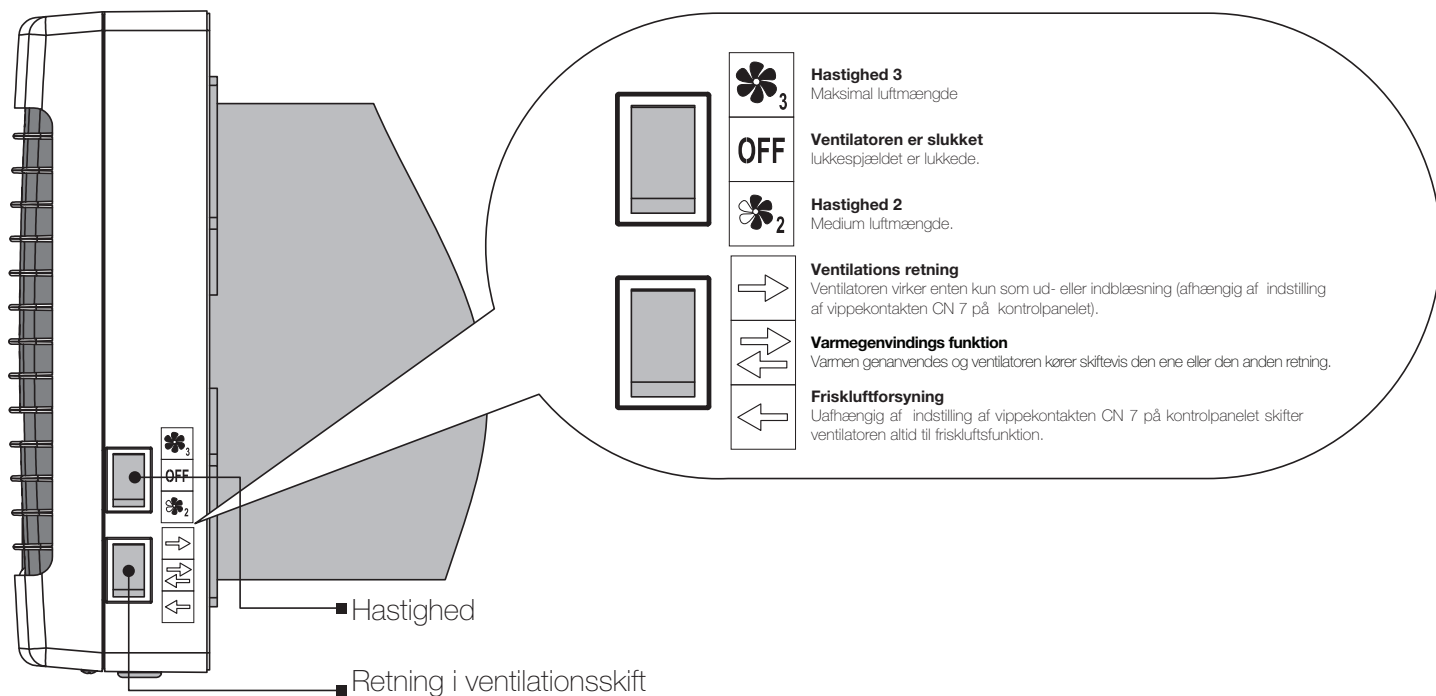 3
Hastighed 3
Maksimal luftmængde
OFF
Ventilatoren er slukket
lukkespjældet er lukkede.
2
Hastighed 2
Medium luftmængde.
Ventilations retning
Ventilatoren virker enten kun som ud- eller indblæsning (afhængig af indstilling
af vippekontakten CN 7 på kontrolpanelet).
Varmegenvindings funktion
Varmen genanvendes og ventilatoren kører skiftevis den ene eller den anden retning.
Friskluftforsyning
Uafhængig af indstilling af vippekontakten CN 7 på kontrolpanelet skifter
ventilatoren altid til friskluftsfunktion.
3
OFF
2
Hastighed
Retning i ventilationsskift